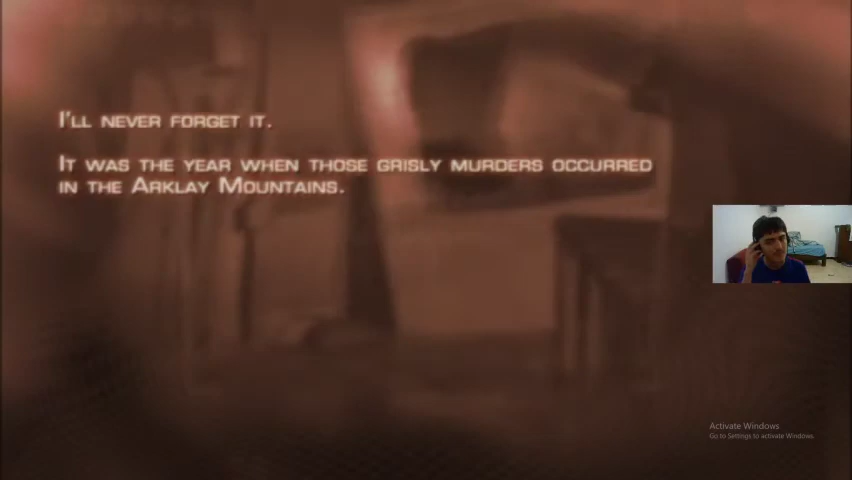 I'll never forget it.
It was the year when those grisly murders occurred
in the Arklay Mountains.
Activate Windows
Go to Settings to activate Windows.